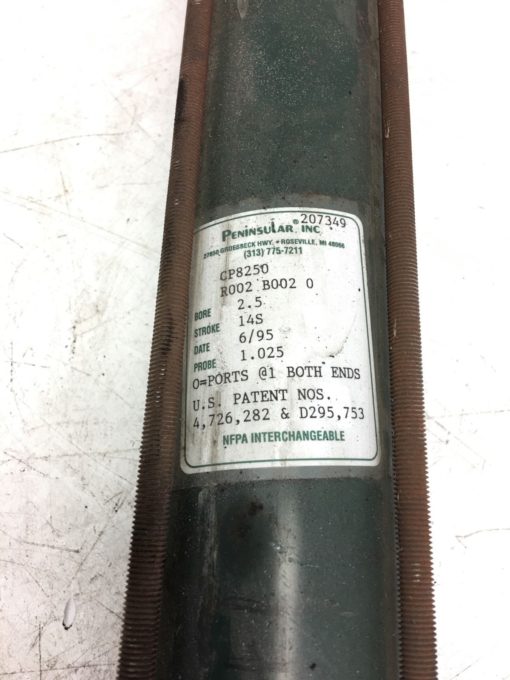 207349
PENINSULAR® INC
27650 GROESBECK HWY. • ROSEVILLE, MI 48066
(313) 775-7211
CP8250
R002 B002 0
BORE 2.5
STROKE 14S
DATE 6/95
PROBE 1.025
O=PORTS @1 BOTH ENDS
U.S. PATENT NOS.
4,726,282 & D295,753
NFPA INTERCHANGEABLE